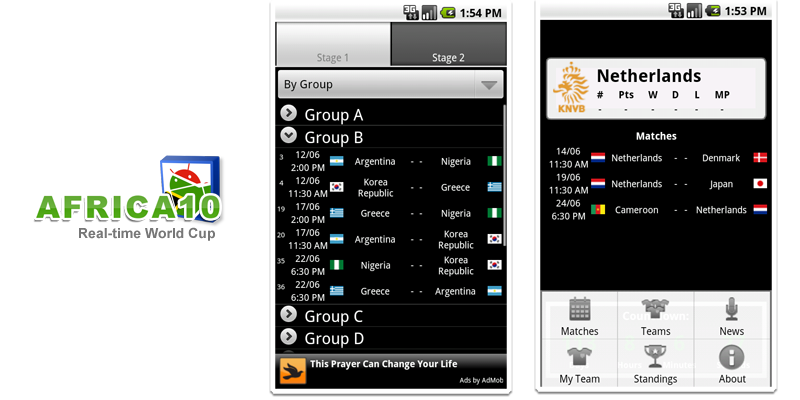 AFRICA10
Real-time World Cup
3G 1:54 PM
Stage 1 Stage 2
By Group
Group A
Group B
3 12/06 2:00 PM Argentina - - Nigeria
4 12/06 11:30 AM Korea Republic - - Greece
19 17/06 2:00 PM Greece - - Nigeria
20 17/06 11:30 AM Argentina - - Korea Republic
35 22/06 6:30 PM Nigeria - - Korea Republic
36 22/06 6:30 PM Greece - - Argentina
Group C
Group D
This Prayer Can Change Your Life
Ads by AdMob
3G 1:53 PM
KNVB
Netherlands
# Pts W D L MP
- - - - - -
Matches
14/06 11:30 AM Netherlands - - Denmark
19/06 11:30 AM Netherlands - - Japan
24/06 6:30 PM Cameroon - - Netherlands
Matches Teams News
My Team Standings About